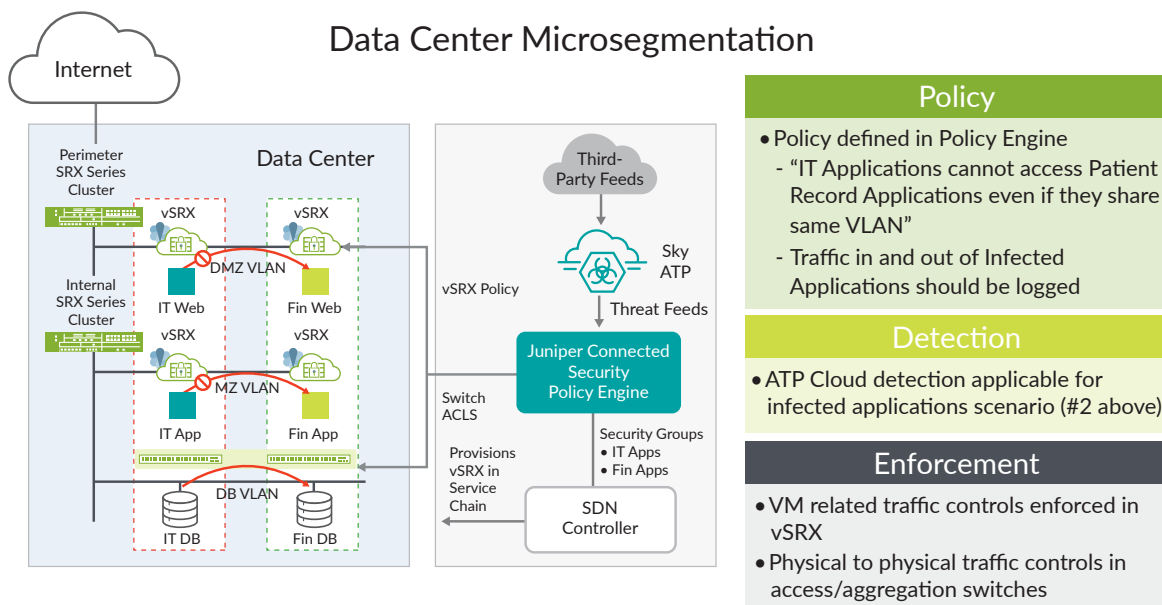 Data Center Microsegmentation
Internet
Data Center
Perimeter
SRX Series
Cluster
vSRX
vSRX
DMZ VLAN
IT Web
Fin Web
Internal
SRX Series
Cluster
vSRX
vSRX
MZ VLAN
IT App
Fin App
DB VLAN
IT DB
Fin DB
Third-
Party Feeds
Sky
ATP
vSRX Policy
Threat Feeds
Juniper Connected
Security
Policy Engine
Switch
ACLS
Security Groups
• IT Apps
• Fin Apps
Provisions
vSRX in
Service
Chain
SDN
Controller
Policy
• Policy defined in Policy Engine
- “IT Applications cannot access Patient
Record Applications even if they share
same VLAN”
- Traffic in and out of Infected
Applications should be logged
Detection
• ATP Cloud detection applicable for
infected applications scenario (#2 above)
Enforcement
• VM related traffic controls enforced in
vSRX
• Physical to physical traffic controls in
access/aggregation switches